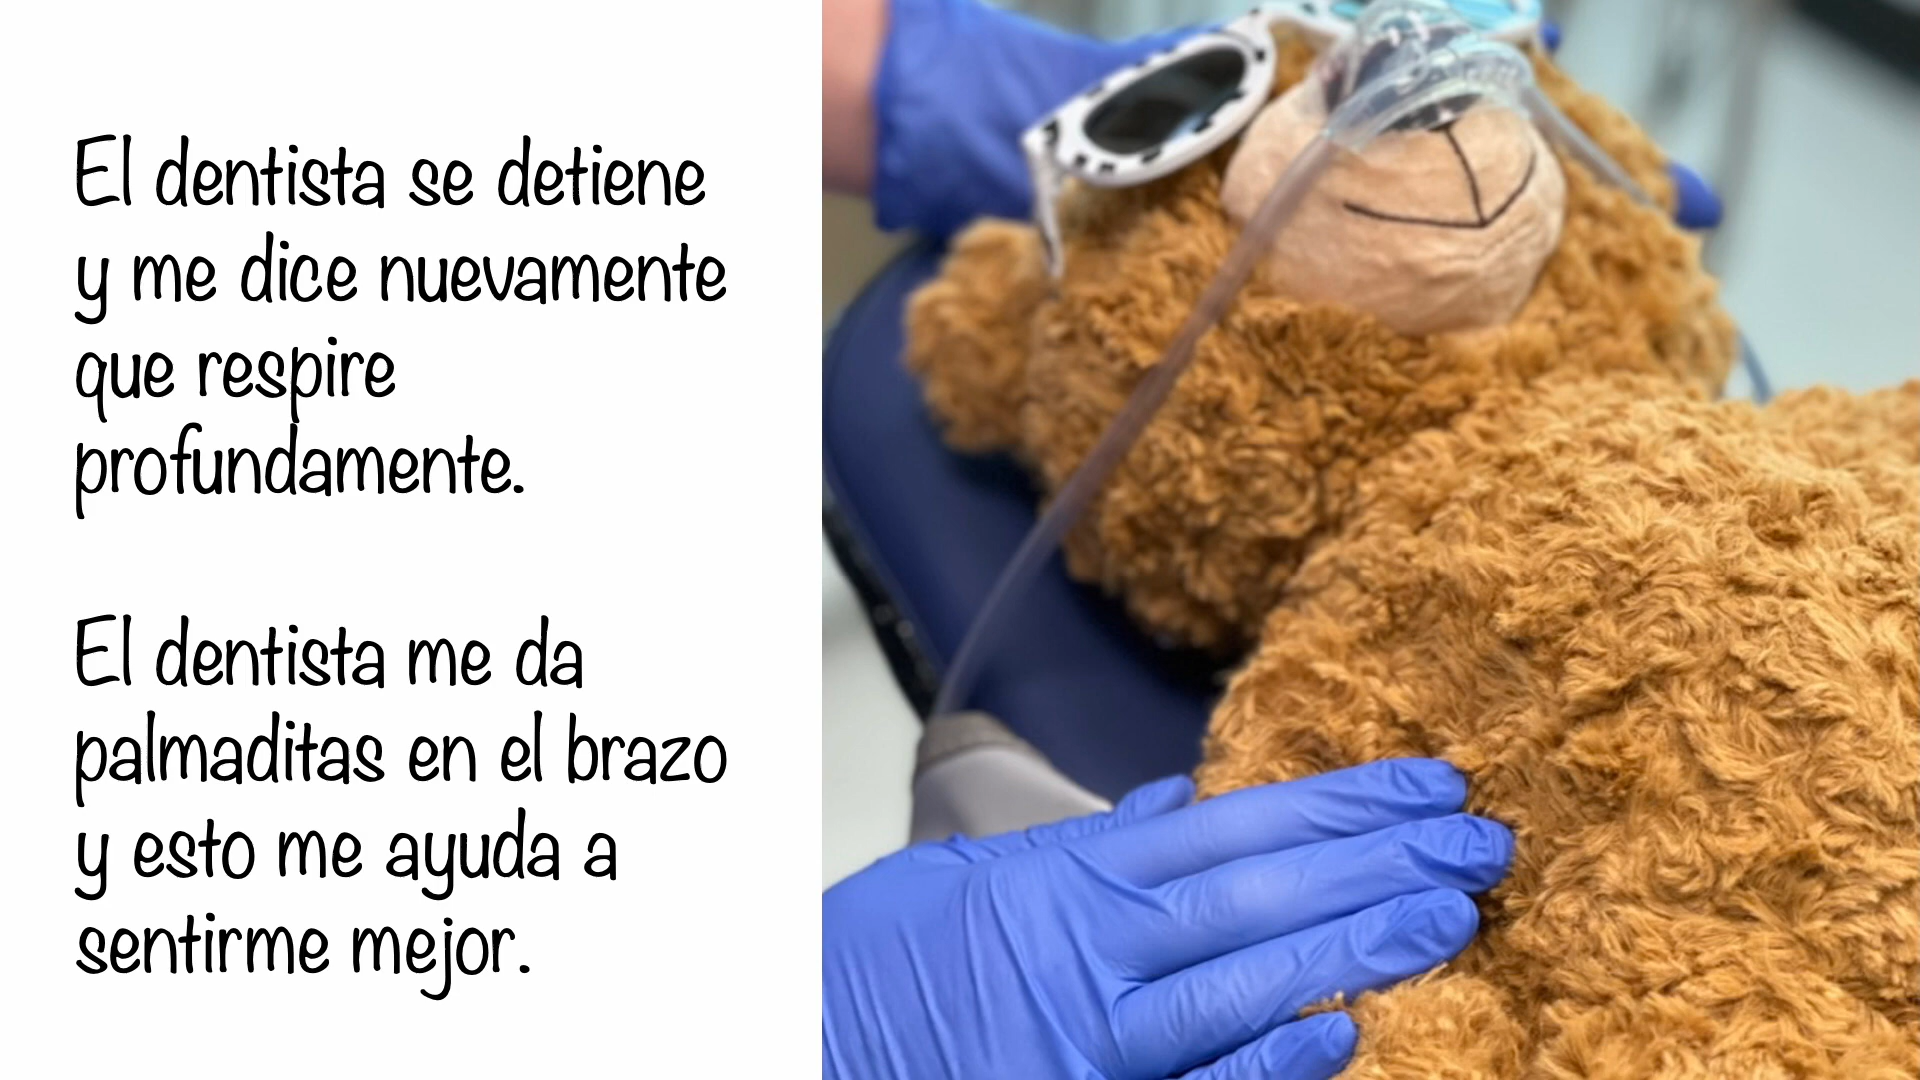 El dentista se detiene
y me dice nuevamente
que respire
profundamente.
El dentista me da
palmaditas en el brazo
y esto me ayuda a
sentirme mejor.